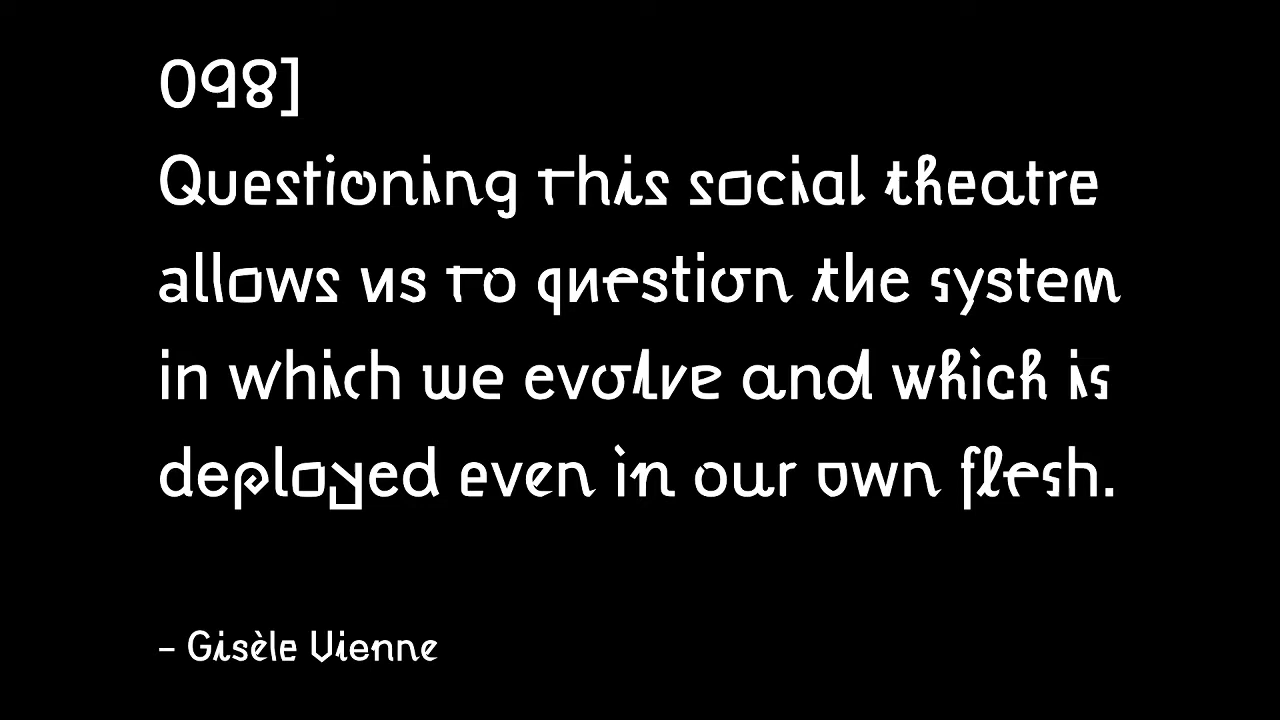 098]
Questioning this social theatre
allows us to question the system
in which we evolve and which is
deployed even in our own flesh.
– Gisèle Vienne